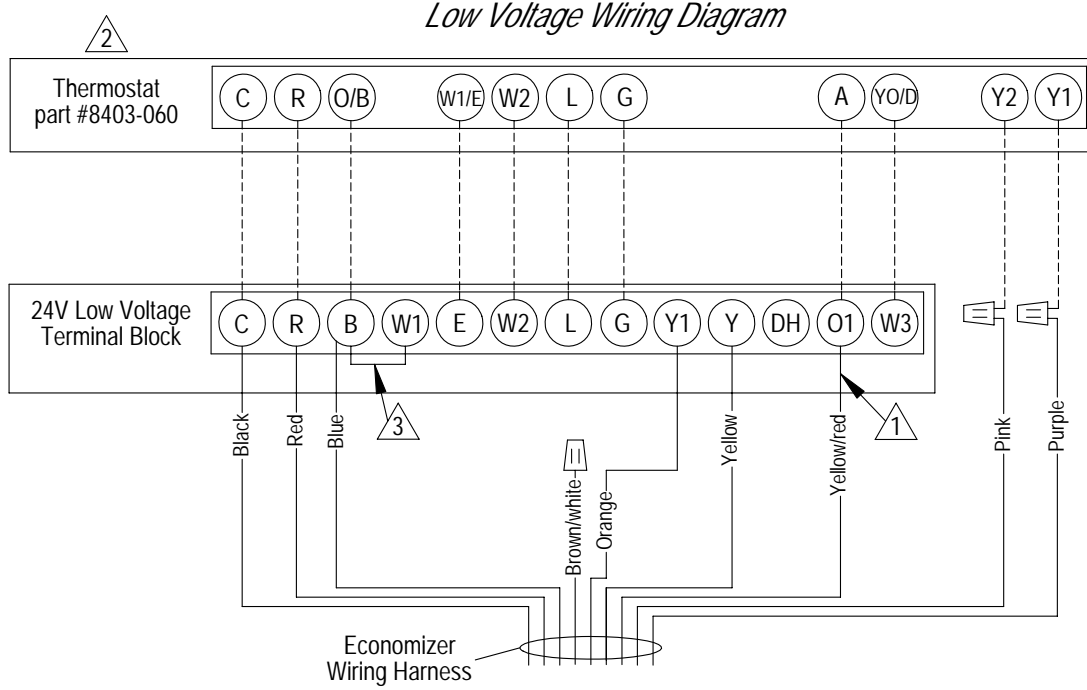 Low Voltage Wiring Diagram
2
Thermostat
part #8403-060
C R O/B W1/E W2 L G A YO/D Y2 Y1
24V Low Voltage
Terminal Block
C R B W1 E W2 L G Y1 Y DH O1 W3
3
1
Black
Red
Blue
Brown/white
Orange
Yellow
Yellow/red
Pink
Purple
Economizer
Wiring Harness